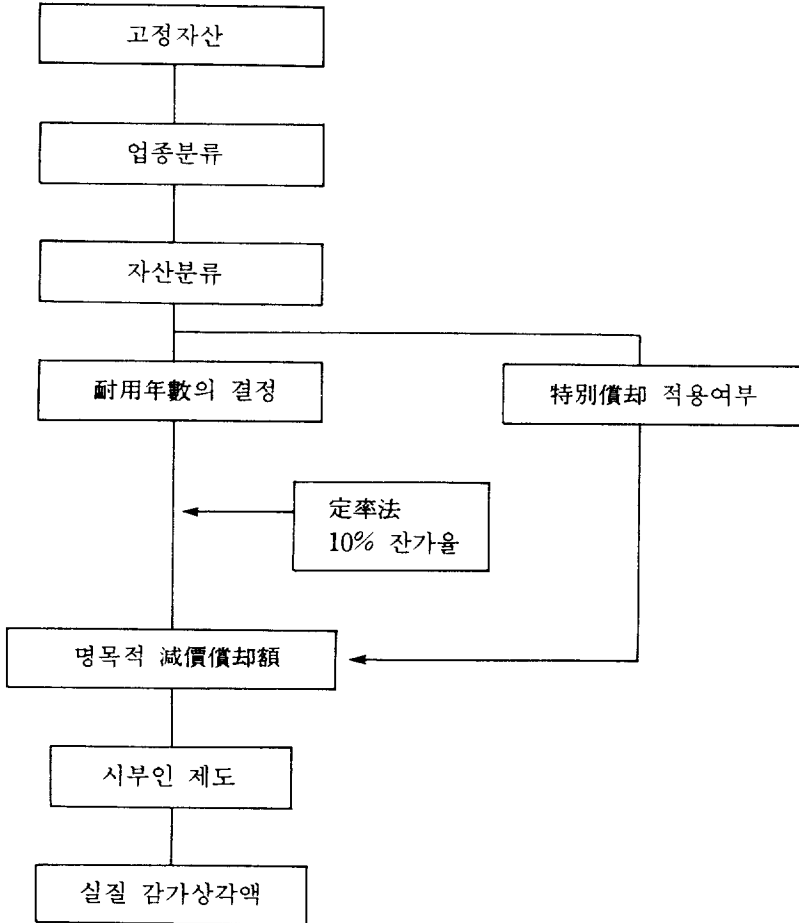 고정자산
업종분류
자산분류
耐用年數의 결정
特別償却 적용여부
定率法
10% 잔가율
명목적 減價償却額
시부인 제도
실질 감가상각액